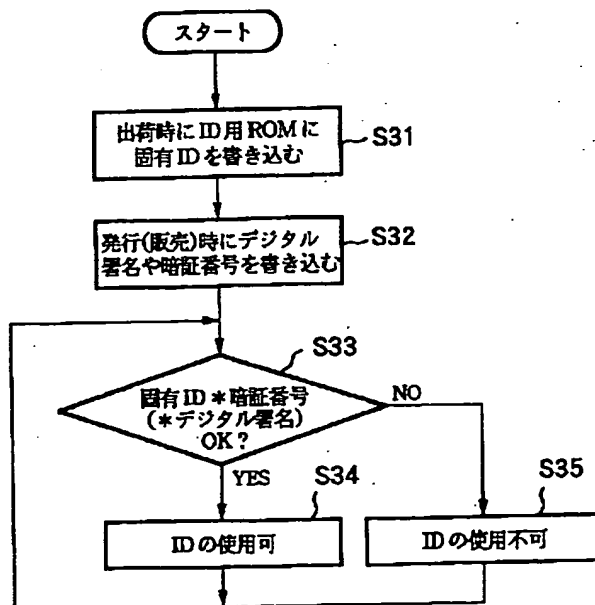 スタート
出荷時にID用ROMに
固有IDを書き込む
S31
発行(販売)時にデジタル
署名や暗証番号を書き込む
S32
S33
固有ID*暗証番号
(*デジタル署名)
OK?
NO
YES
S34
S35
IDの使用可
IDの使用不可